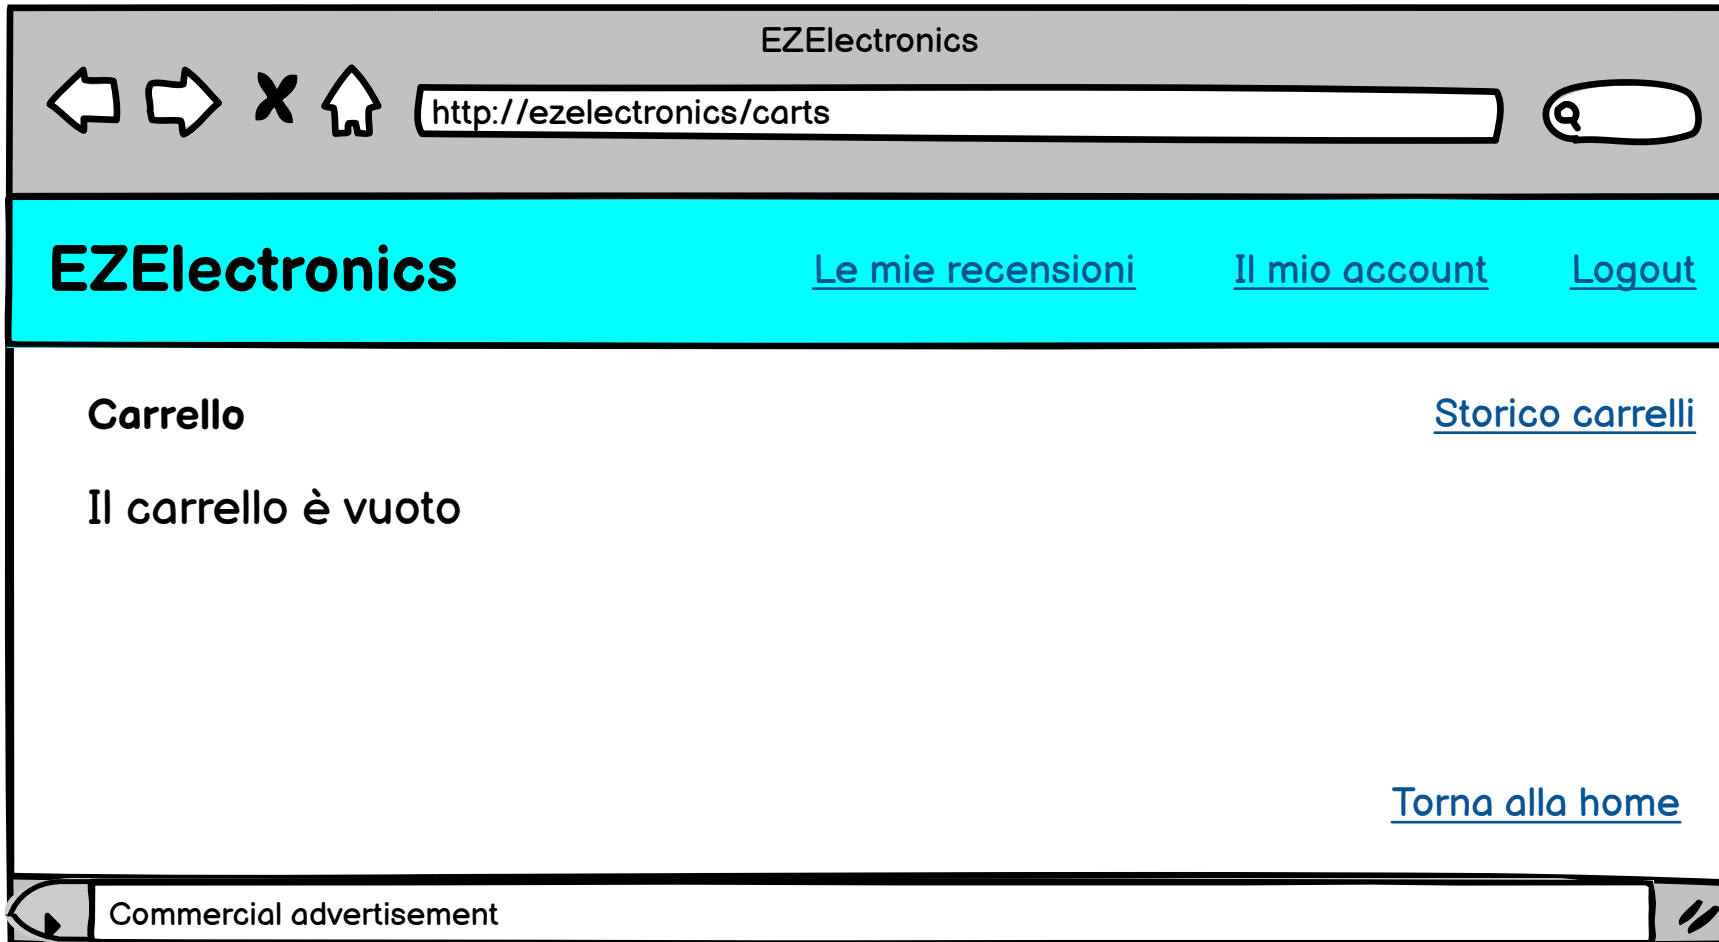 EZElectronics
http://ezelectronics/carts
EZElectronics Le mie recensioni Il mio account Logout
Carrello Storico carrelli
Il carrello è vuoto
Torna alla home
Commercial advertisement